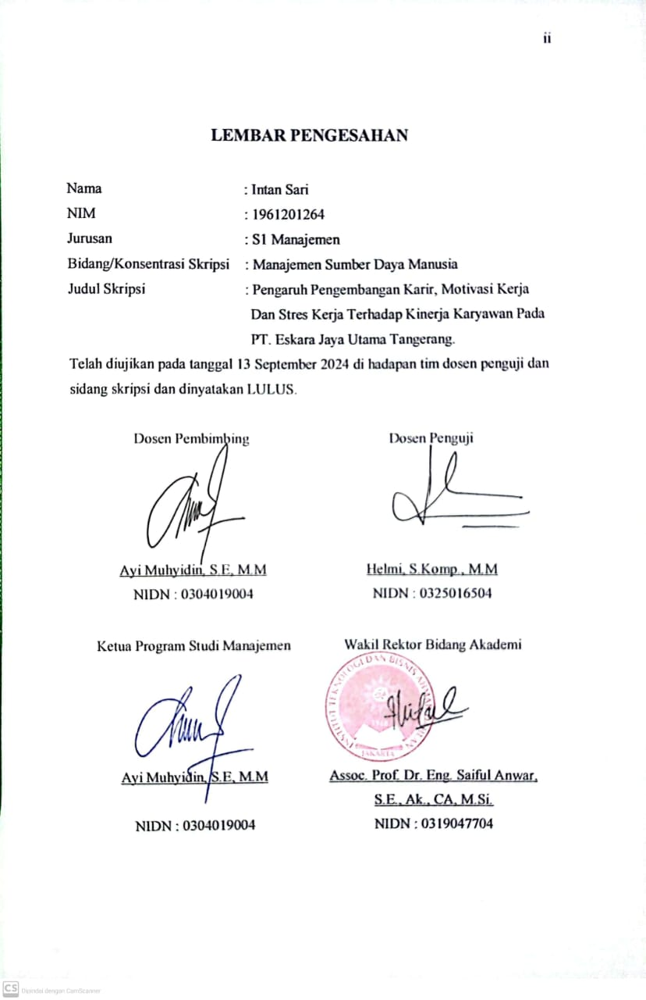 ii
LEMBAR PENGESAHAN
Nama : Intan Sari
NIM : 1961201264
Jurusan : S1 Manajemen
Bidang/Konsentrasi Skripsi : Manajemen Sumber Daya Manusia
Judul Skripsi : Pengaruh Pengembangan Karir, Motivasi Kerja
Dan Stres Kerja Terhadap Kinerja Karyawan Pada
PT. Eskara Jaya Utama Tangerang.
Telah diujikan pada tanggal 13 September 2024 di hadapan tim dosen penguji dan
sidang skripsi dan dinyatakan LULUS.
Dosen Pembimbing Dosen Penguji
Ayi Muhyidin, S.E, M.M Helmi, S.Komp., M.M
NIDN : 0304019004 NIDN : 0325016504
Ketua Program Studi Manajemen Wakil Rektor Bidang Akademi
INSTITUT TEKNOLOGI DAN BISNIS
JAKARTA
Ayi Muhyidin, S.E, M.M Assoc. Prof. Dr. Eng. Saiful Anwar,
S.E., Ak., CA, M.Si.
NIDN : 0304019004 NIDN : 0319047704
CS Dipindai dengan CamScanner